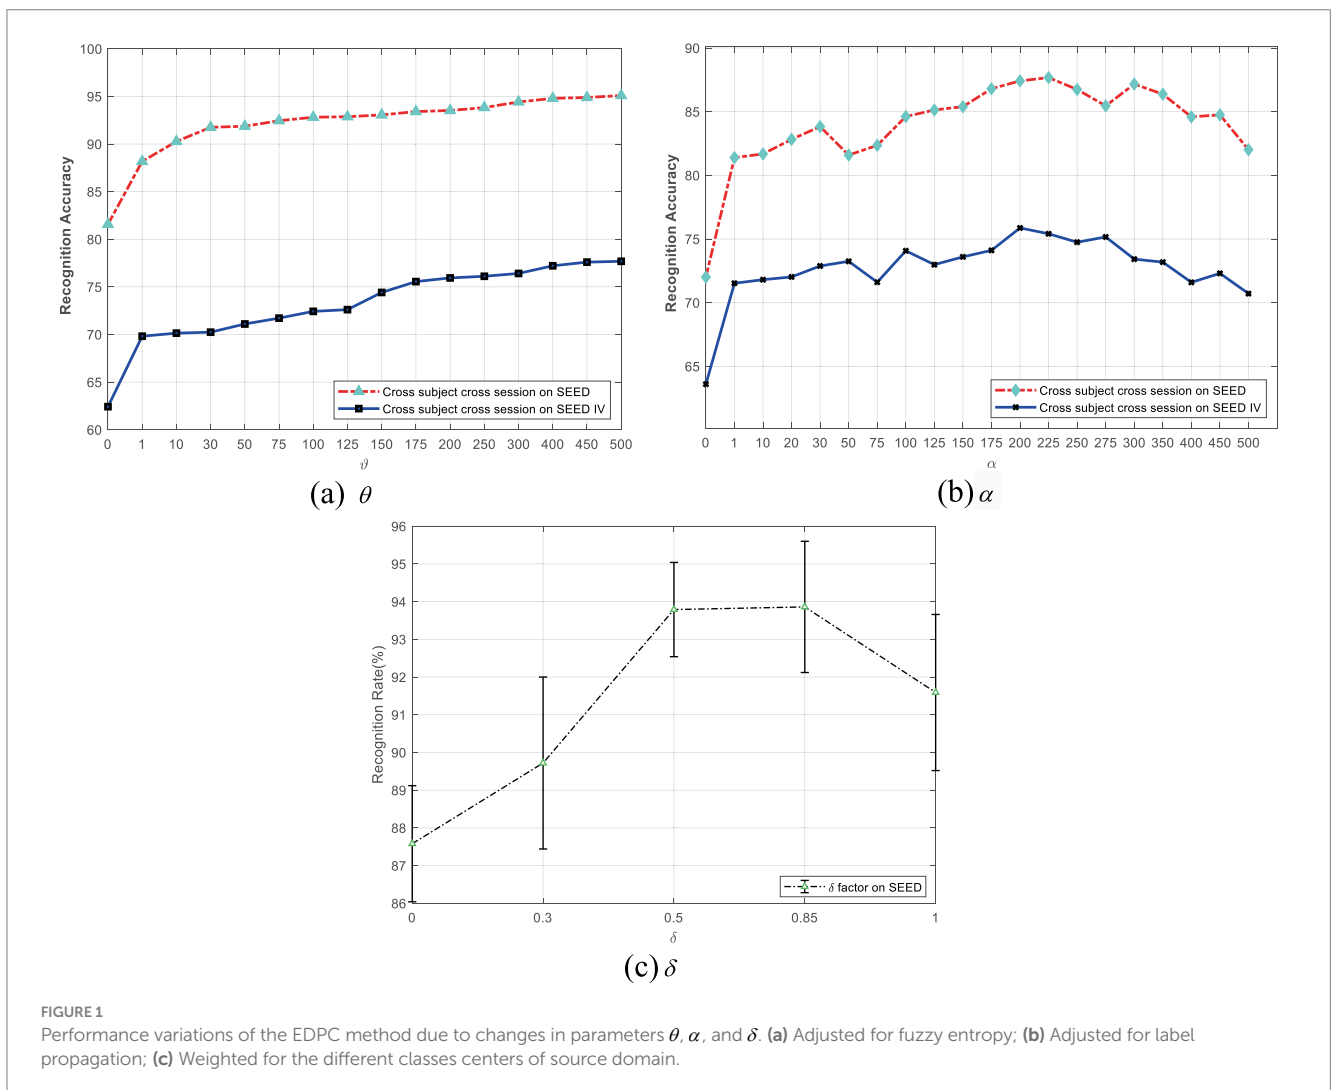 100
95
90
85
80
75
70
65
60
Recognition Accuracy
0 1 10 30 50 75 100 125 150 175 200 250 300 400 450 500
ϑ
Cross subject cross session on SEED
Cross subject cross session on SEED IV
(a) θ
90
85
80
75
70
65
Recognition Accuracy
0 1 10 20 30 50 75 100 125 150 175 200 225 250 275 300 350 400 450 500
α
Cross subject cross session on SEED
Cross subject cross session on SEED IV
(b) α
96
95
94
93
92
91
90
89
88
87
86
Recognition Rate(%)
0 0.3 0.5 0.85 1
δ
δ factor on SEED
(c) δ
FIGURE 1
Performance variations of the EDPC method due to changes in parameters θ, α, and δ. (a) Adjusted for fuzzy entropy; (b) Adjusted for label
propagation; (c) Weighted for the different classes centers of source domain.